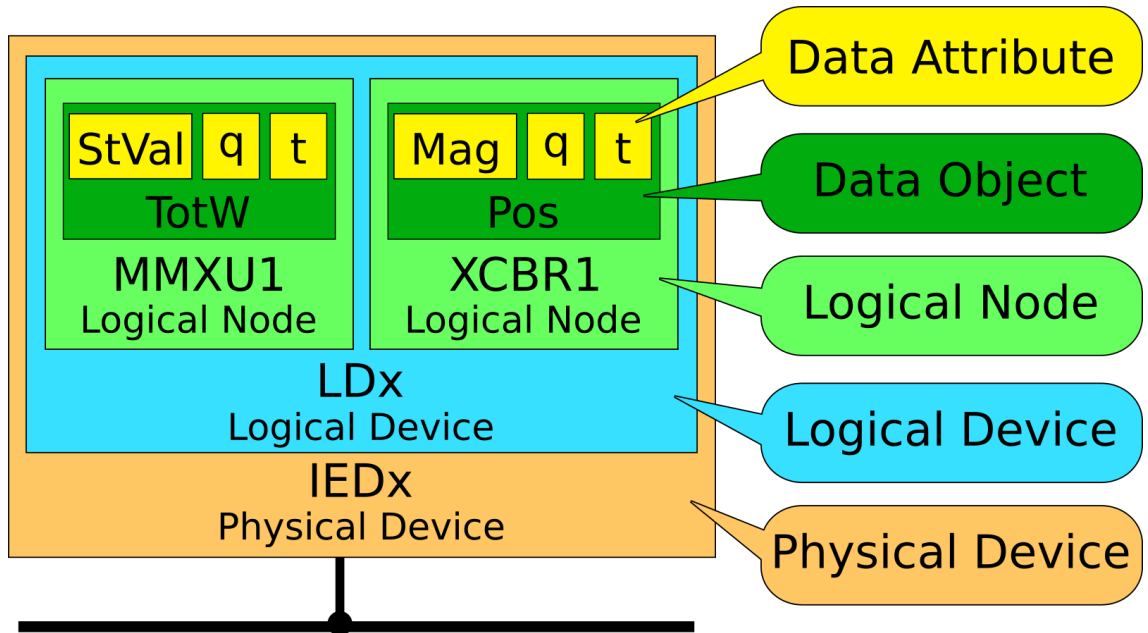 StVal q t
TotW
MMXU1
Logical Node
Mag q t
Pos
XCBR1
Logical Node
LDx
Logical Device
IEDx
Physical Device
Data Attribute
Data Object
Logical Node
Logical Device
Physical Device